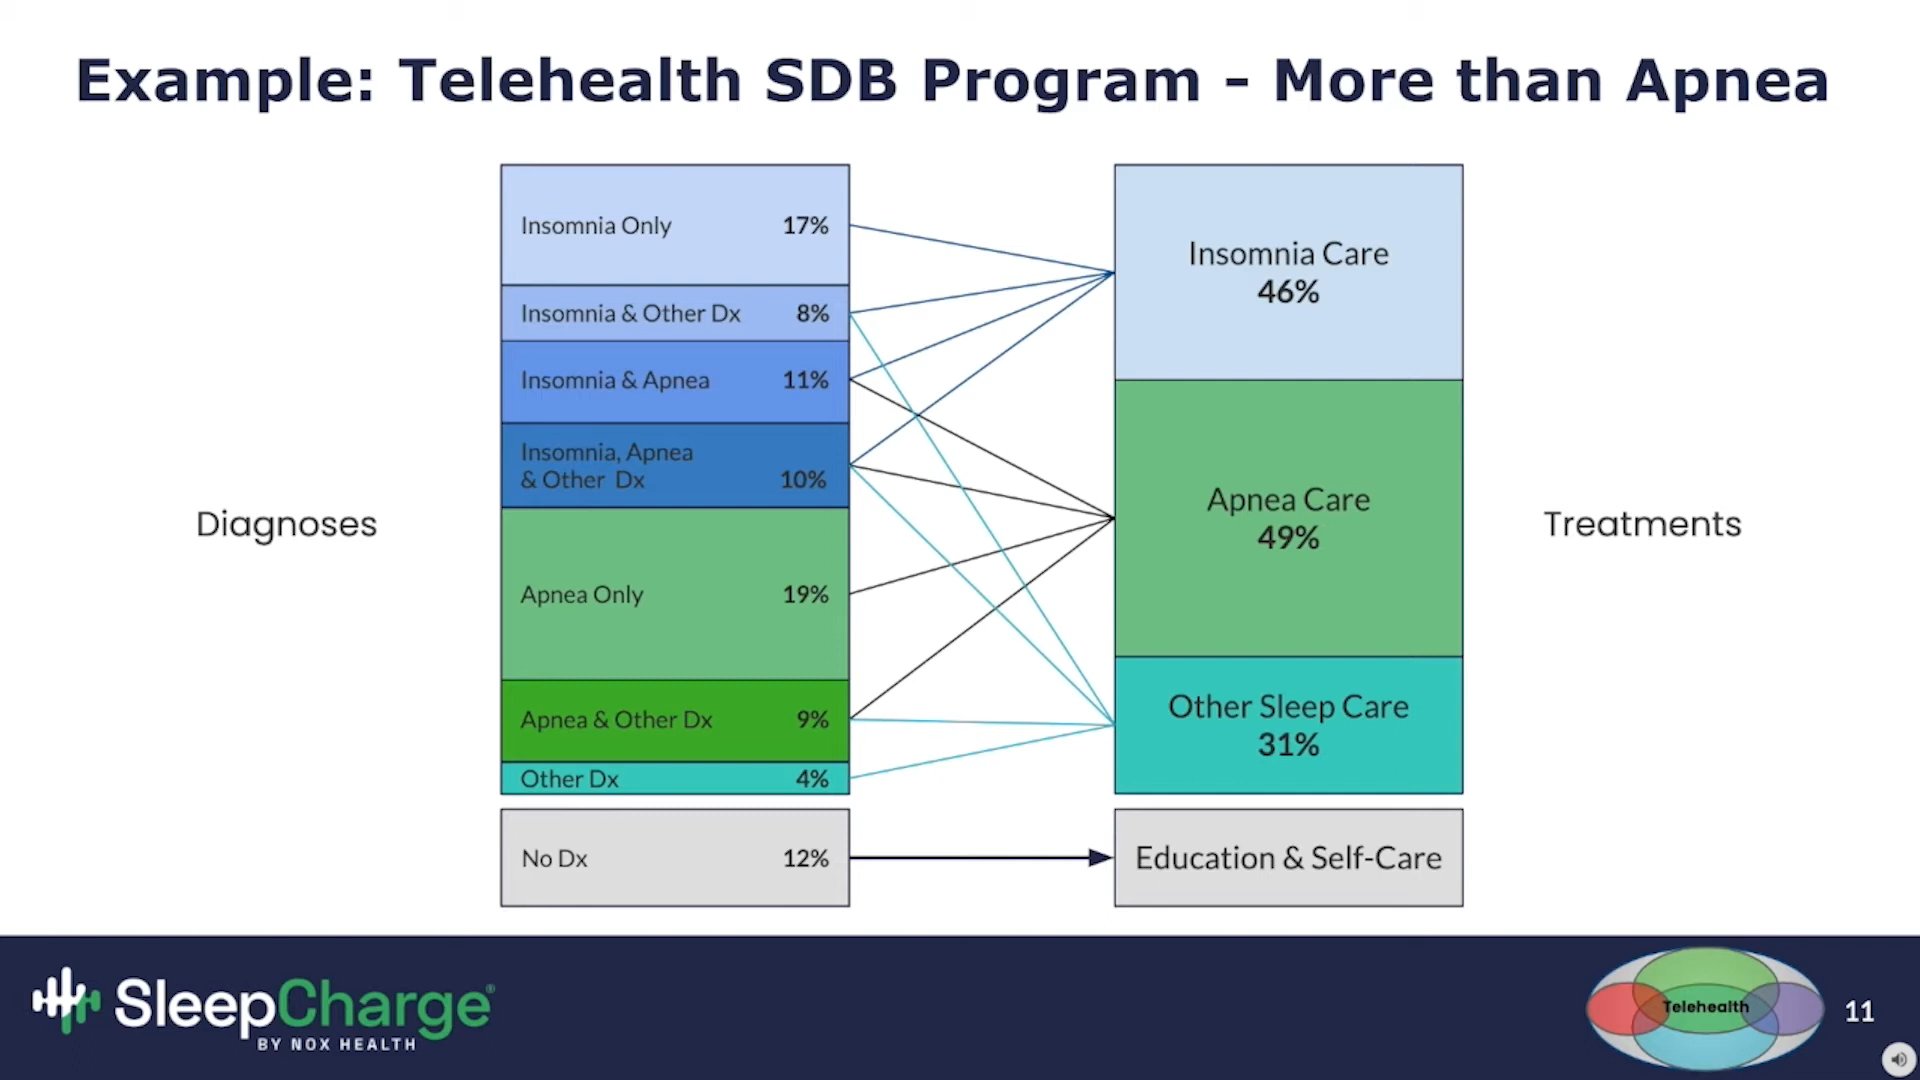 Example: Telehealth SDB Program - More than Apnea
Diagnoses
Insomnia Only 17%
Insomnia & Other Dx 8%
Insomnia & Apnea 11%
Insomnia, Apnea
& Other Dx 10%
Apnea Only 19%
Apnea & Other Dx 9%
Other Dx 4%
No Dx 12%
Insomnia Care
46%
Apnea Care
49%
Other Sleep Care
31%
Education & Self-Care
Treatments
SleepCharge®
BY NOX HEALTH
Telehealth
11